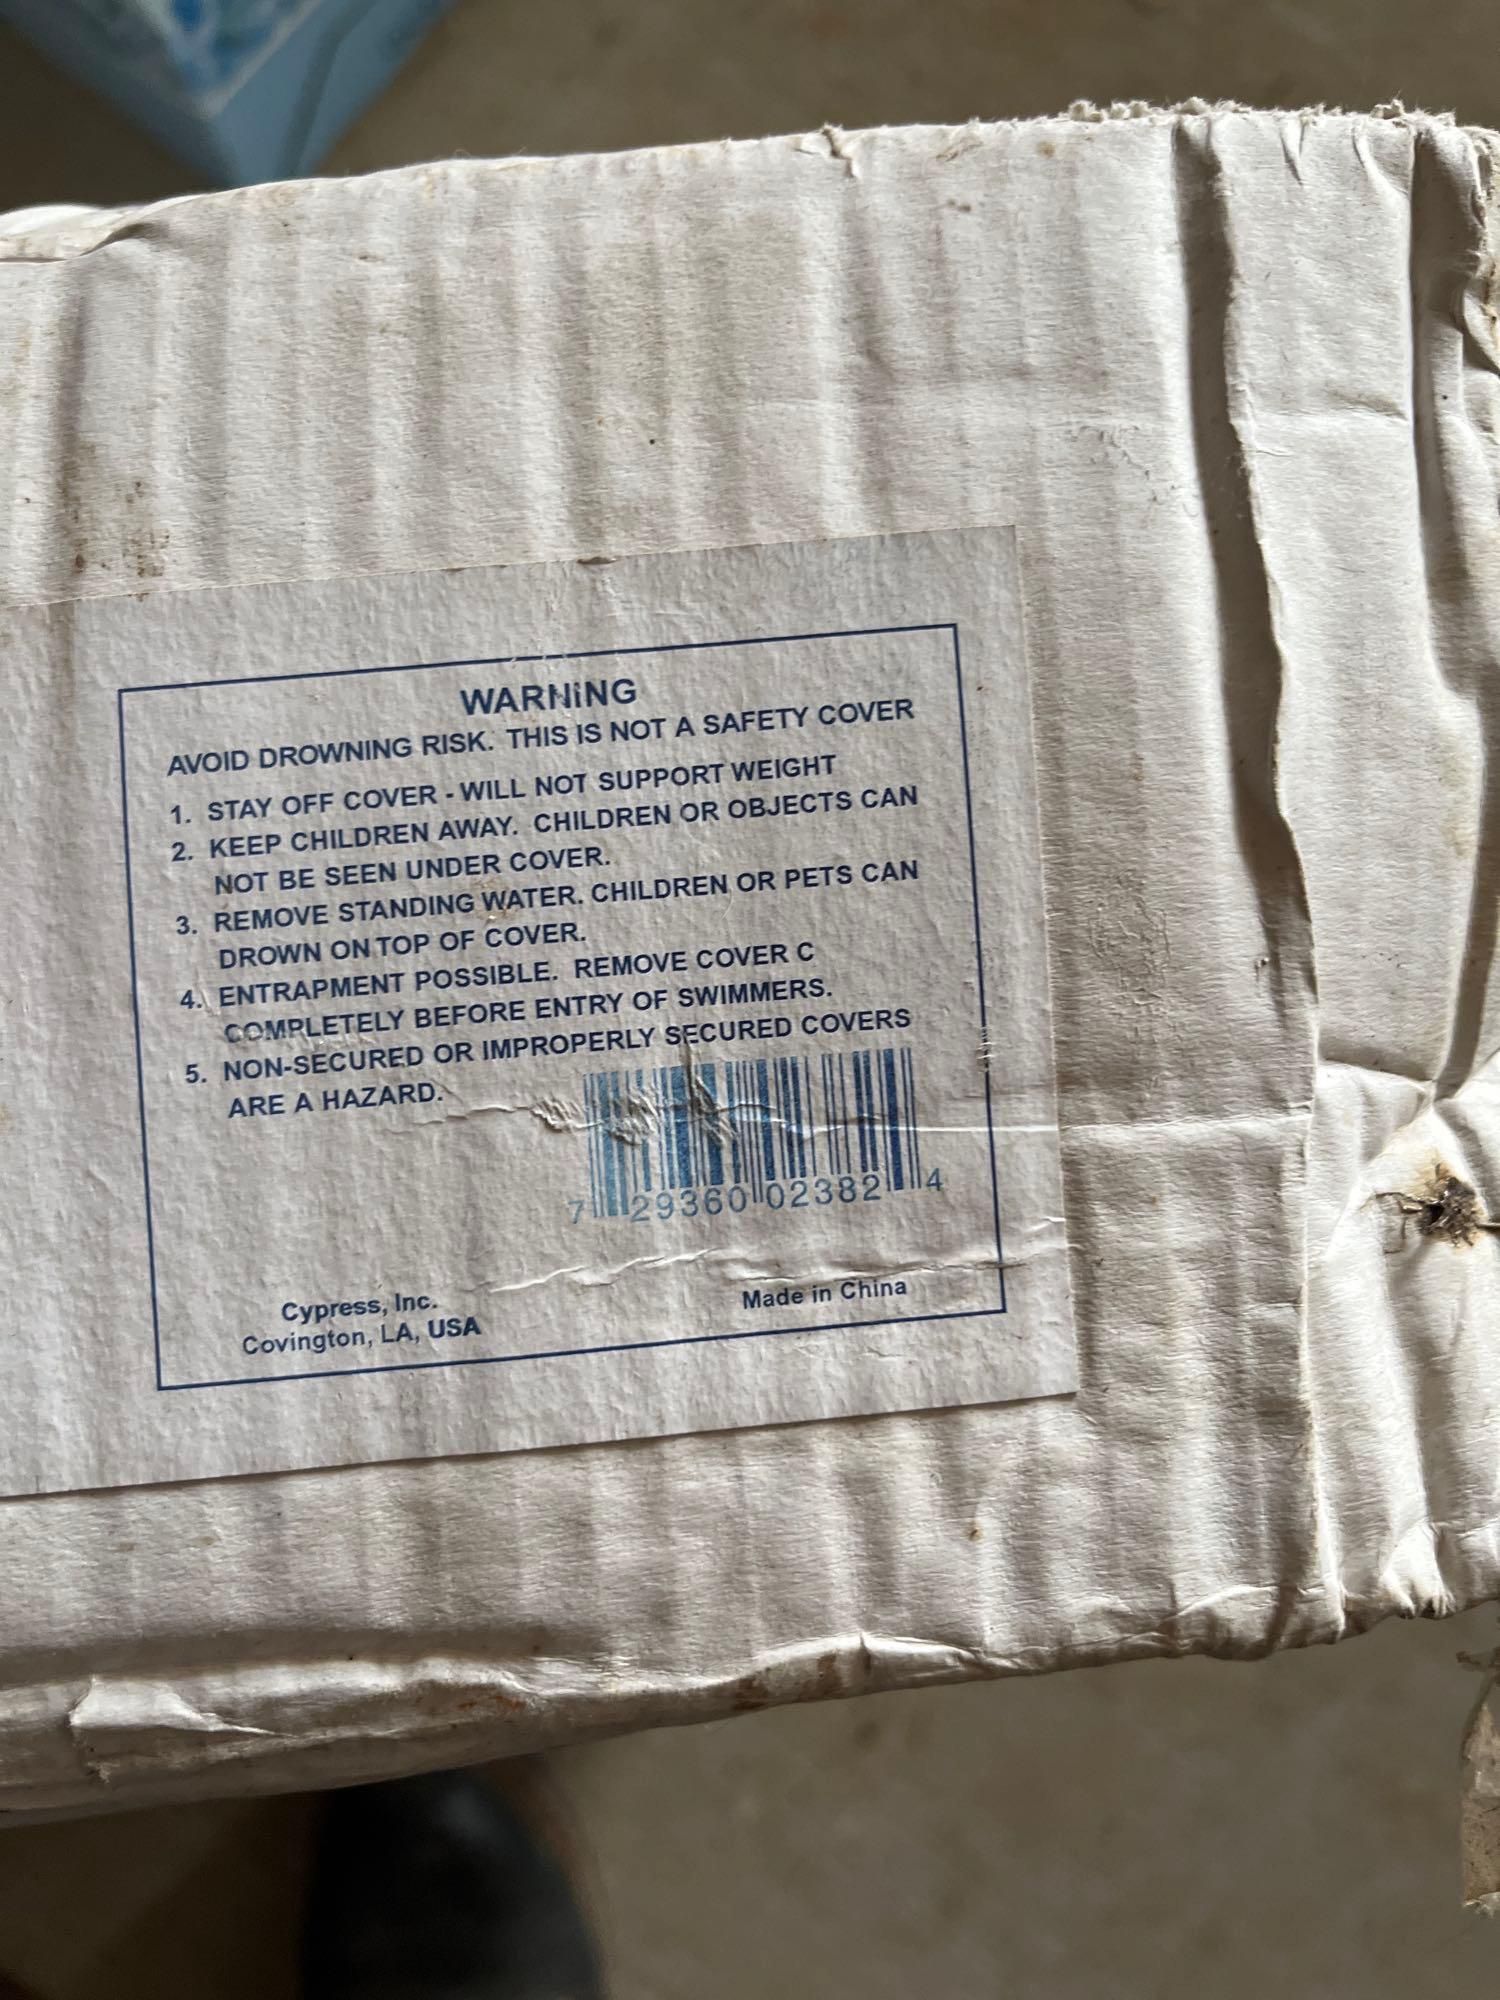 WARNiNG
AVOID DROWNING RISK. THIS IS NOT A SAFETY COVER
1. STAY OFF COVER - WILL NOT SUPPORT WEIGHT
2. KEEP CHILDREN AWAY. CHILDREN OR OBJECTS CAN
NOT BE SEEN UNDER COVER.
3. REMOVE STANDING WATER. CHILDREN OR PETS CAN
DROWN ON TOP OF COVER.
4. ENTRAPMENT POSSIBLE. REMOVE COVER C
COMPLETELY BEFORE ENTRY OF SWIMMERS.
5. NON-SECURED OR IMPROPERLY SECURED COVERS
ARE A HAZARD.
7 29360 02382 4
Cypress, Inc.
Covington, LA, USA
Made in China